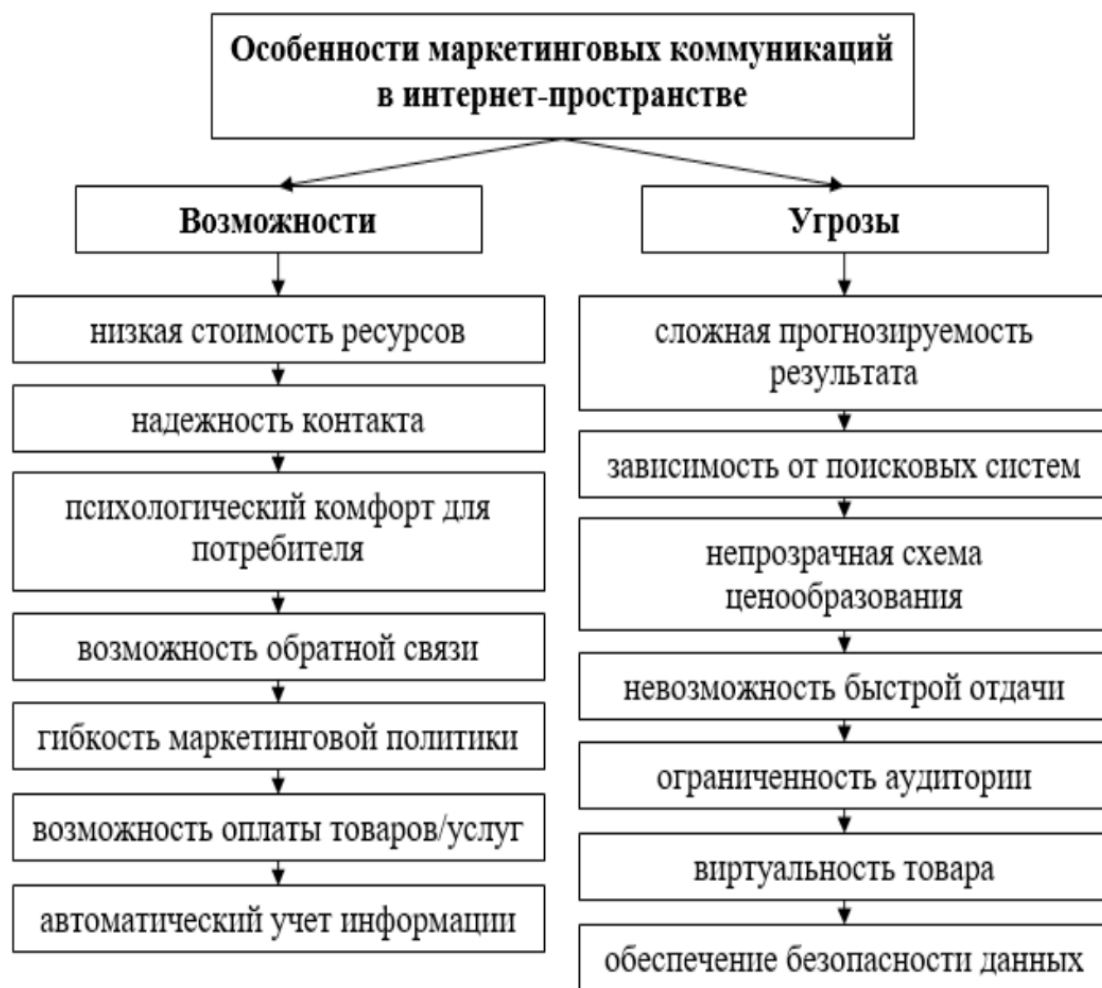 Особенности маркетинговых коммуникаций
в интернет-пространстве
Возможности
низкая стоимость ресурсов
надежность контакта
психологический комфорт для
потребителя
возможность обратной связи
гибкость маркетинговой политики
возможность оплаты товаров/услуг
автоматический учет информации
Угрозы
сложная прогнозируемость
результата
зависимость от поисковых систем
непрозрачная схема
ценообразования
невозможность быстрой отдачи
ограниченность аудитории
виртуальность товара
обеспечение безопасности данных